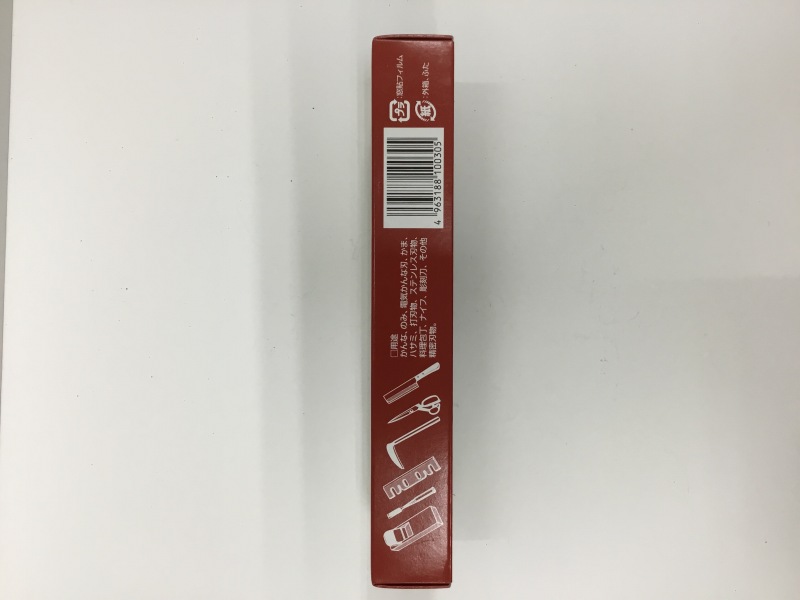 □用途
かんな、のみ、電気かんな刃、かま、
ハサミ、打刃物、ステンレス刃物、
料理包丁、ナイフ、彫刻刀、その他
精密刃物。
4 963188 100305
プラ
:窓貼フィルム
紙
:外箱、ふた